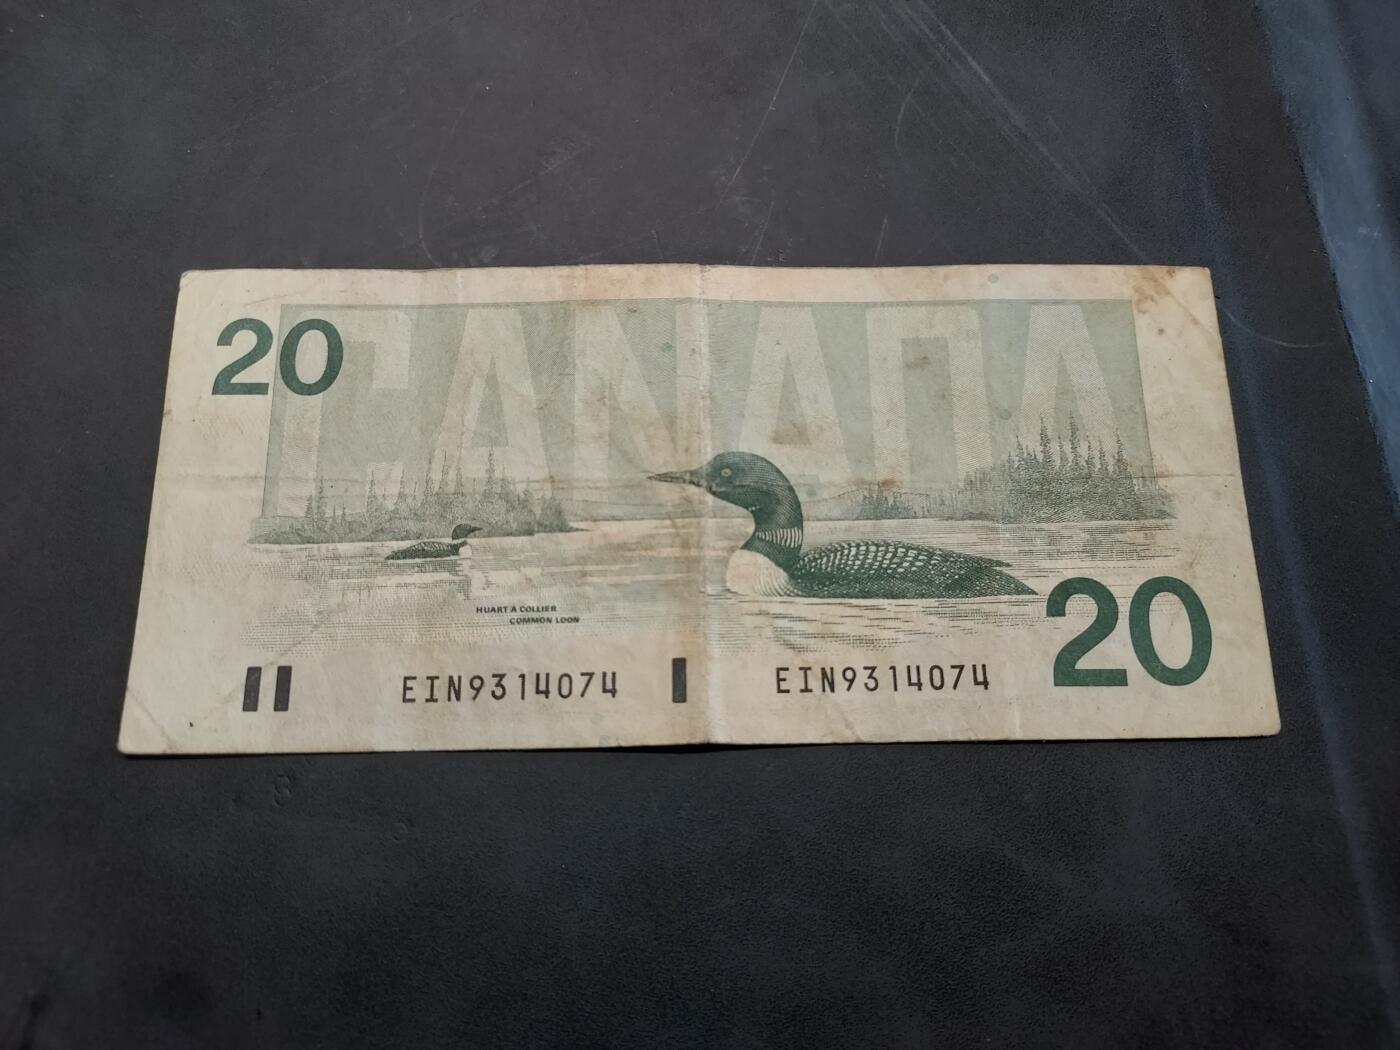 20
CANADA
HUART À COLLIER
COMMON LOON
20
EIN9314074
EIN9314074